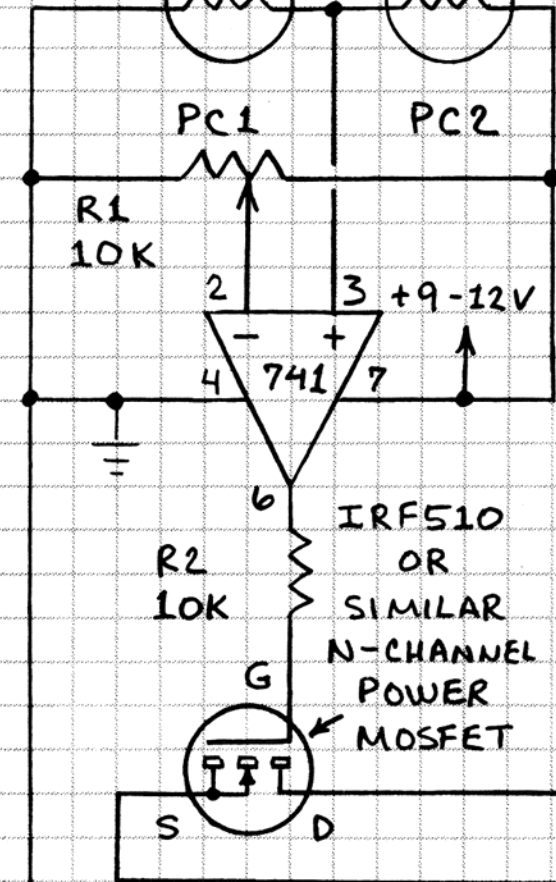 PC1
PC2
R1
10K
2
3
+9-12V
-
+
4
741
7
6
IRF510
OR
SIMILAR
N-CHANNEL
POWER
MOSFET
R2
10K
G
S
D